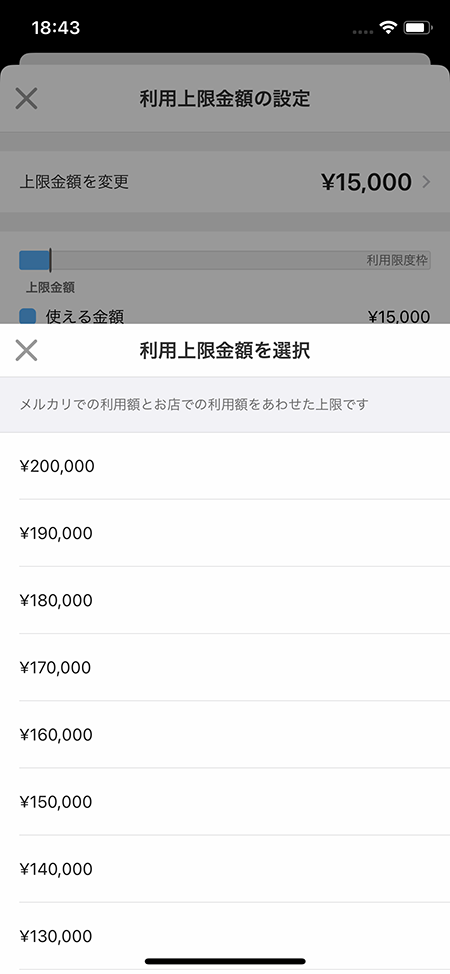 18:43
利用上限金額の設定
上限金額を変更 ¥15,000
利用限度枠
上限金額
使える金額 ¥15,000
利用上限金額を選択
メルカリでの利用額とお店での利用額をあわせた上限です
¥200,000
¥190,000
¥180,000
¥170,000
¥160,000
¥150,000
¥140,000
¥130,000